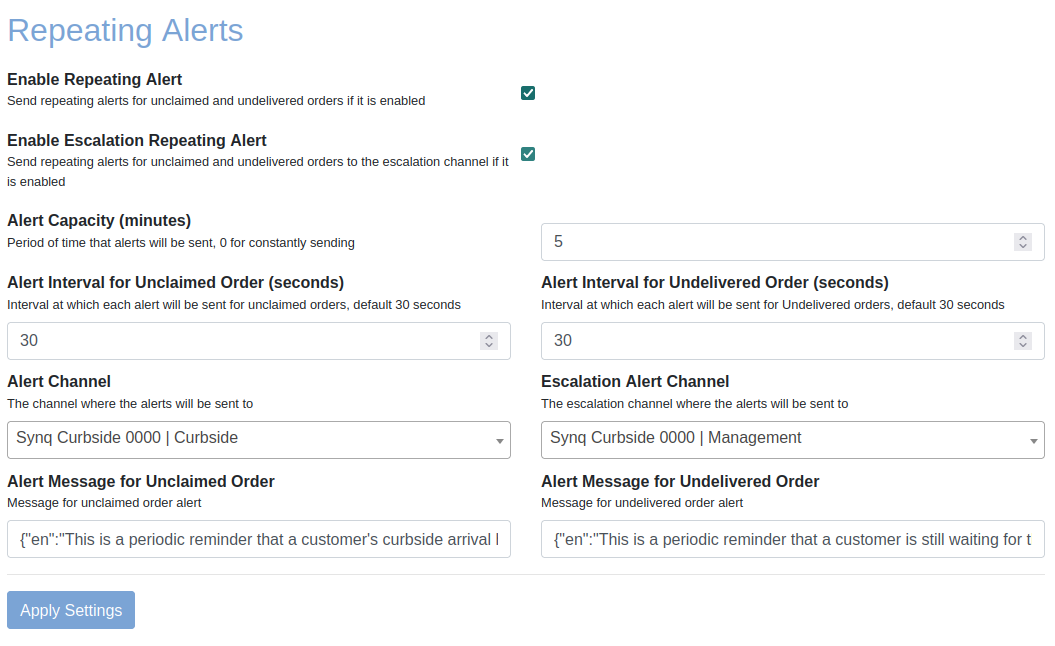 Repeating Alerts
Enable Repeating Alert
Send repeating alerts for unclaimed and undelivered orders if it is enabled
Enable Escalation Repeating Alert
Send repeating alerts for unclaimed and undelivered orders to the escalation channel if it
is enabled
Alert Capacity (minutes)
Period of time that alerts will be sent, 0 for constantly sending
5
Alert Interval for Unclaimed Order (seconds)
Interval at which each alert will be sent for unclaimed orders, default 30 seconds
30
Alert Interval for Undelivered Order (seconds)
Interval at which each alert will be sent for Undelivered orders, default 30 seconds
30
Alert Channel
The channel where the alerts will be sent to
Synq Curbside 0000 | Curbside
Escalation Alert Channel
The escalation channel where the alerts will be sent to
Synq Curbside 0000 | Management
Alert Message for Unclaimed Order
Message for unclaimed order alert
{"en":"This is a periodic reminder that a customer's curbside arrival
Alert Message for Undelivered Order
Message for undelivered order alert
{"en":"This is a periodic reminder that a customer is still waiting for t
Apply Settings